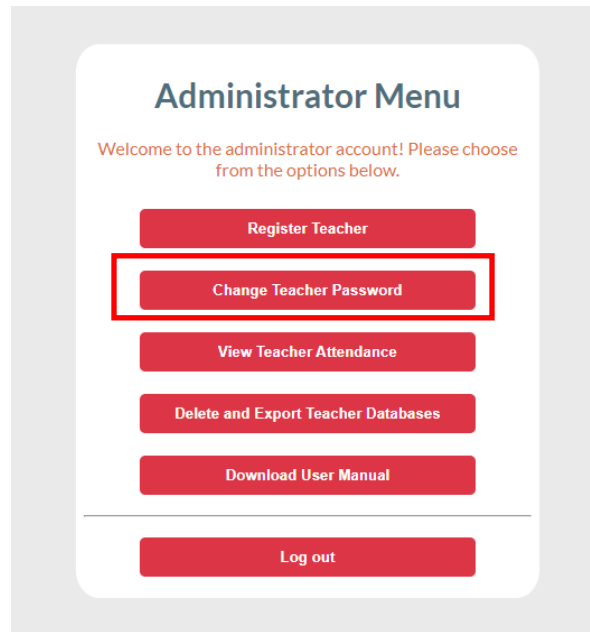 Administrator Menu
Welcome to the administrator account! Please choose
from the options below.
Register Teacher
Change Teacher Password
View Teacher Attendance
Delete and Export Teacher Databases
Download User Manual
Log out